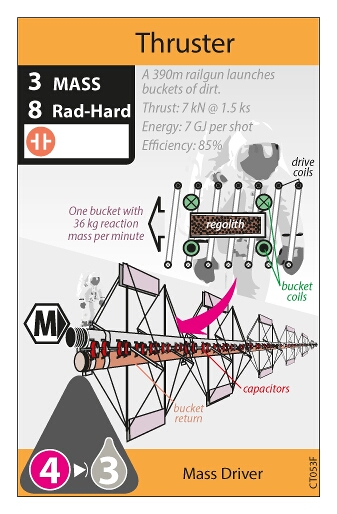 Thruster
3 MASS
8 Rad-Hard
A 390m railgun launches
buckets of dirt.
Thrust: 7 kN @ 1.5 ks
Energy: 7 GJ per shot
Efficiency: 85%
drive
coils
One bucket with
36 kg reaction
mass per minute
regolith
bucket
coils
M
capacitors
bucket
return
4 3
Mass Driver
CT053F